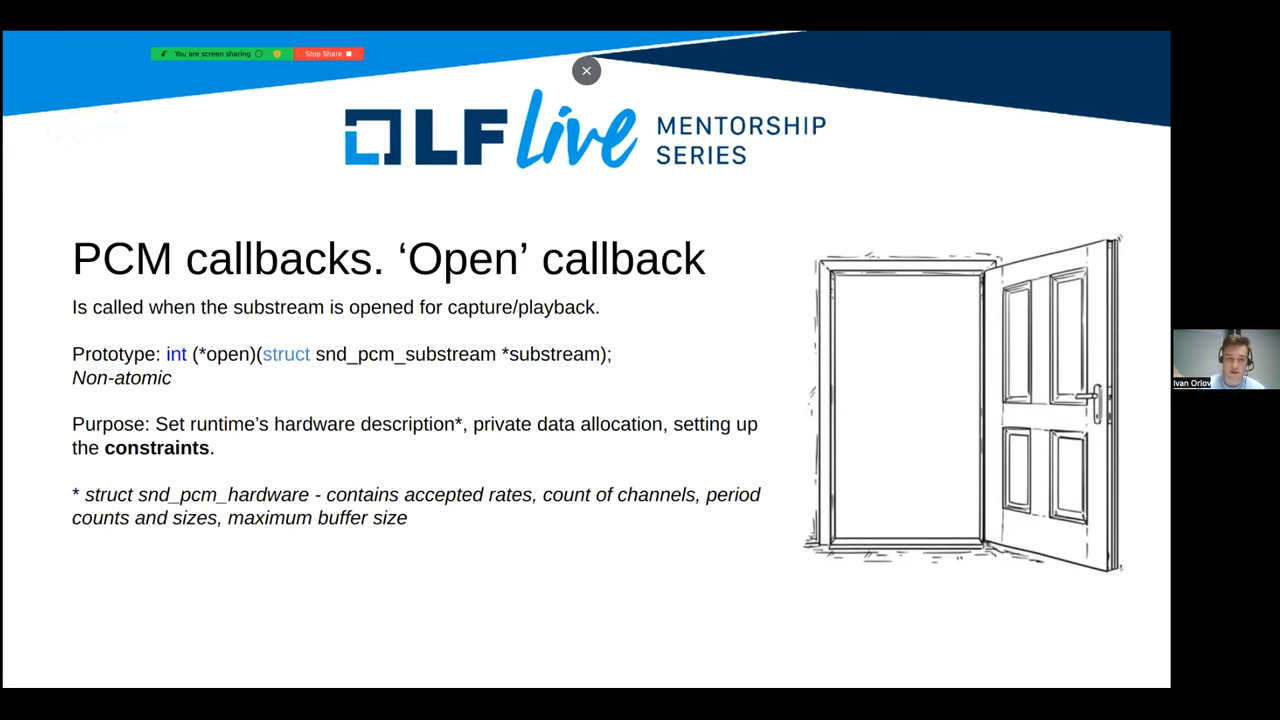 You are screen sharing
Stop Share
LF live MENTORSHIP
SERIES
PCM callbacks. ‘Open’ callback
Is called when the substream is opened for capture/playback.
Prototype: int (*open)(struct snd_pcm_substream *substream);
Non-atomic
Purpose: Set runtime’s hardware description*, private data allocation, setting up
the constraints.
* struct snd_pcm_hardware - contains accepted rates, count of channels, period
counts and sizes, maximum buffer size
Ivan Orlov